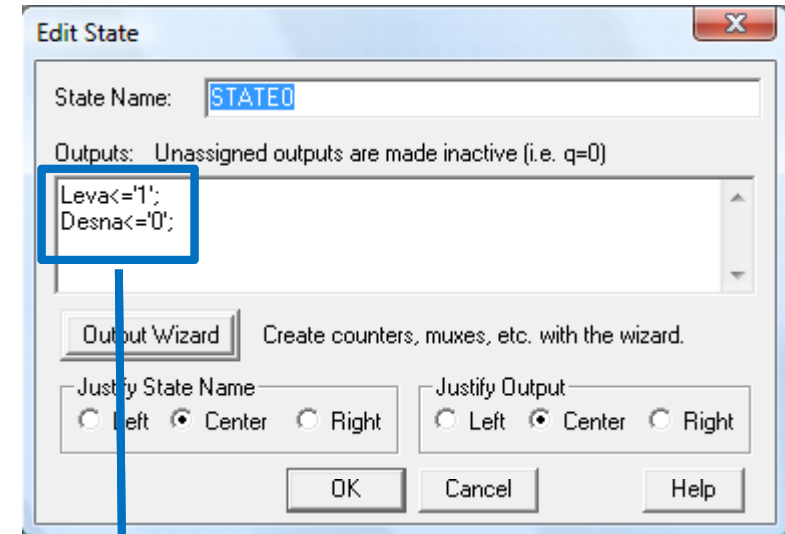 Edit State
X
State Name: STATE0
Outputs: Unassigned outputs are made inactive (i.e. q=0)
Leva<='1';
Desna<='0';
Output Wizard Create counters, muxes, etc. with the wizard.
Justify State Name Justify Output
Left Center Right Left Center Right
OK Cancel Help